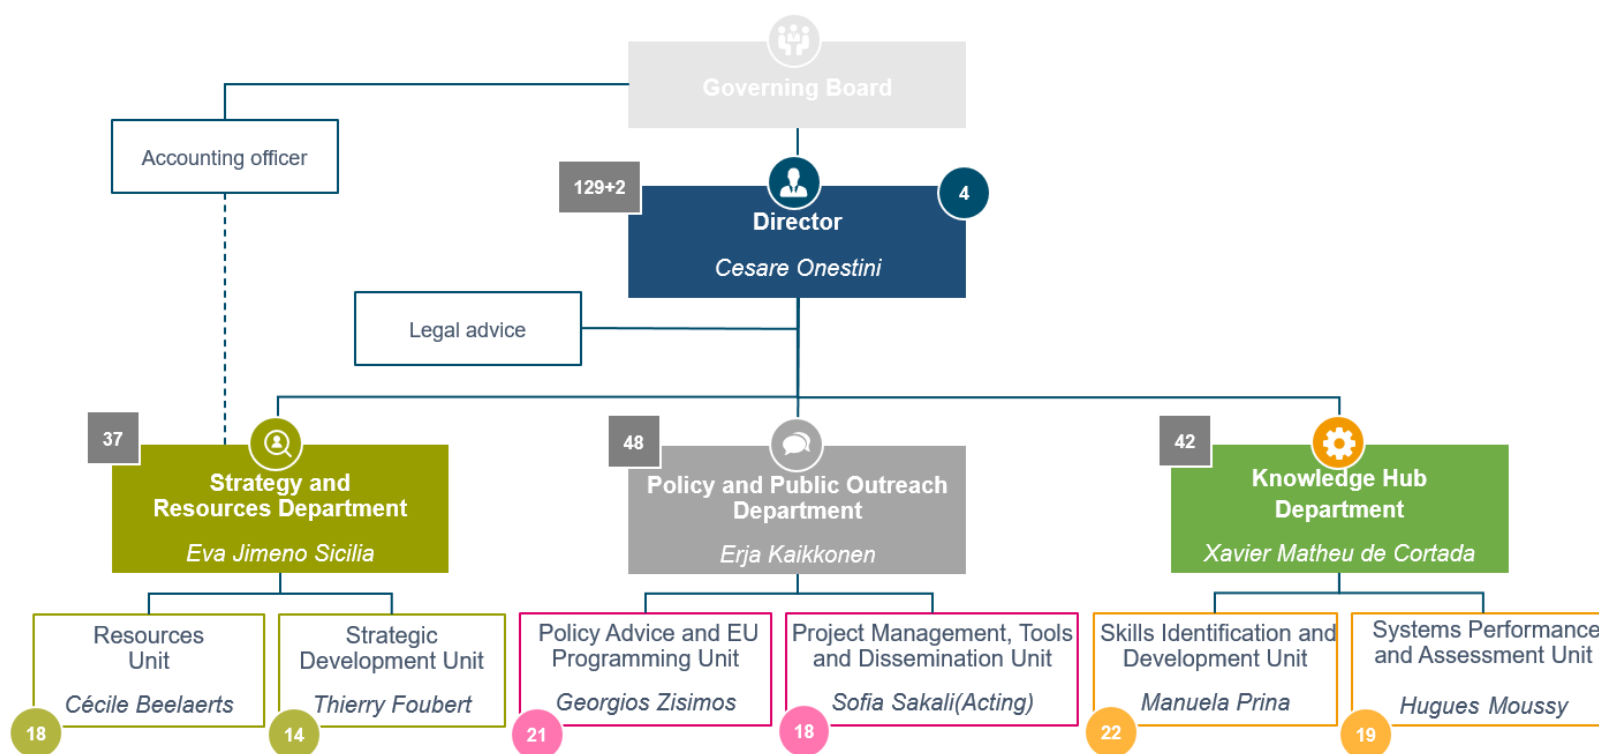 Governing Board
Accounting officer
129+2
4
Director
Cesare Onestini
Legal advice
37
Strategy and
Resources Department
Eva Jimeno Sicilia
48
Policy and Public Outreach
Department
Erja Kaikkonen
42
Knowledge Hub
Department
Xavier Matheu de Cortada
Resources
Unit
Cécile Beelaerts
18
Strategic
Development Unit
Thierry Foubert
14
Policy Advice and EU
Programming Unit
Georgios Zisimos
21
Project Management, Tools
and Dissemination Unit
Sofia Sakali(Acting)
18
Skills Identification and
Development Unit
Manuela Prina
22
Systems Performance
and Assessment Unit
Hugues Moussy
19